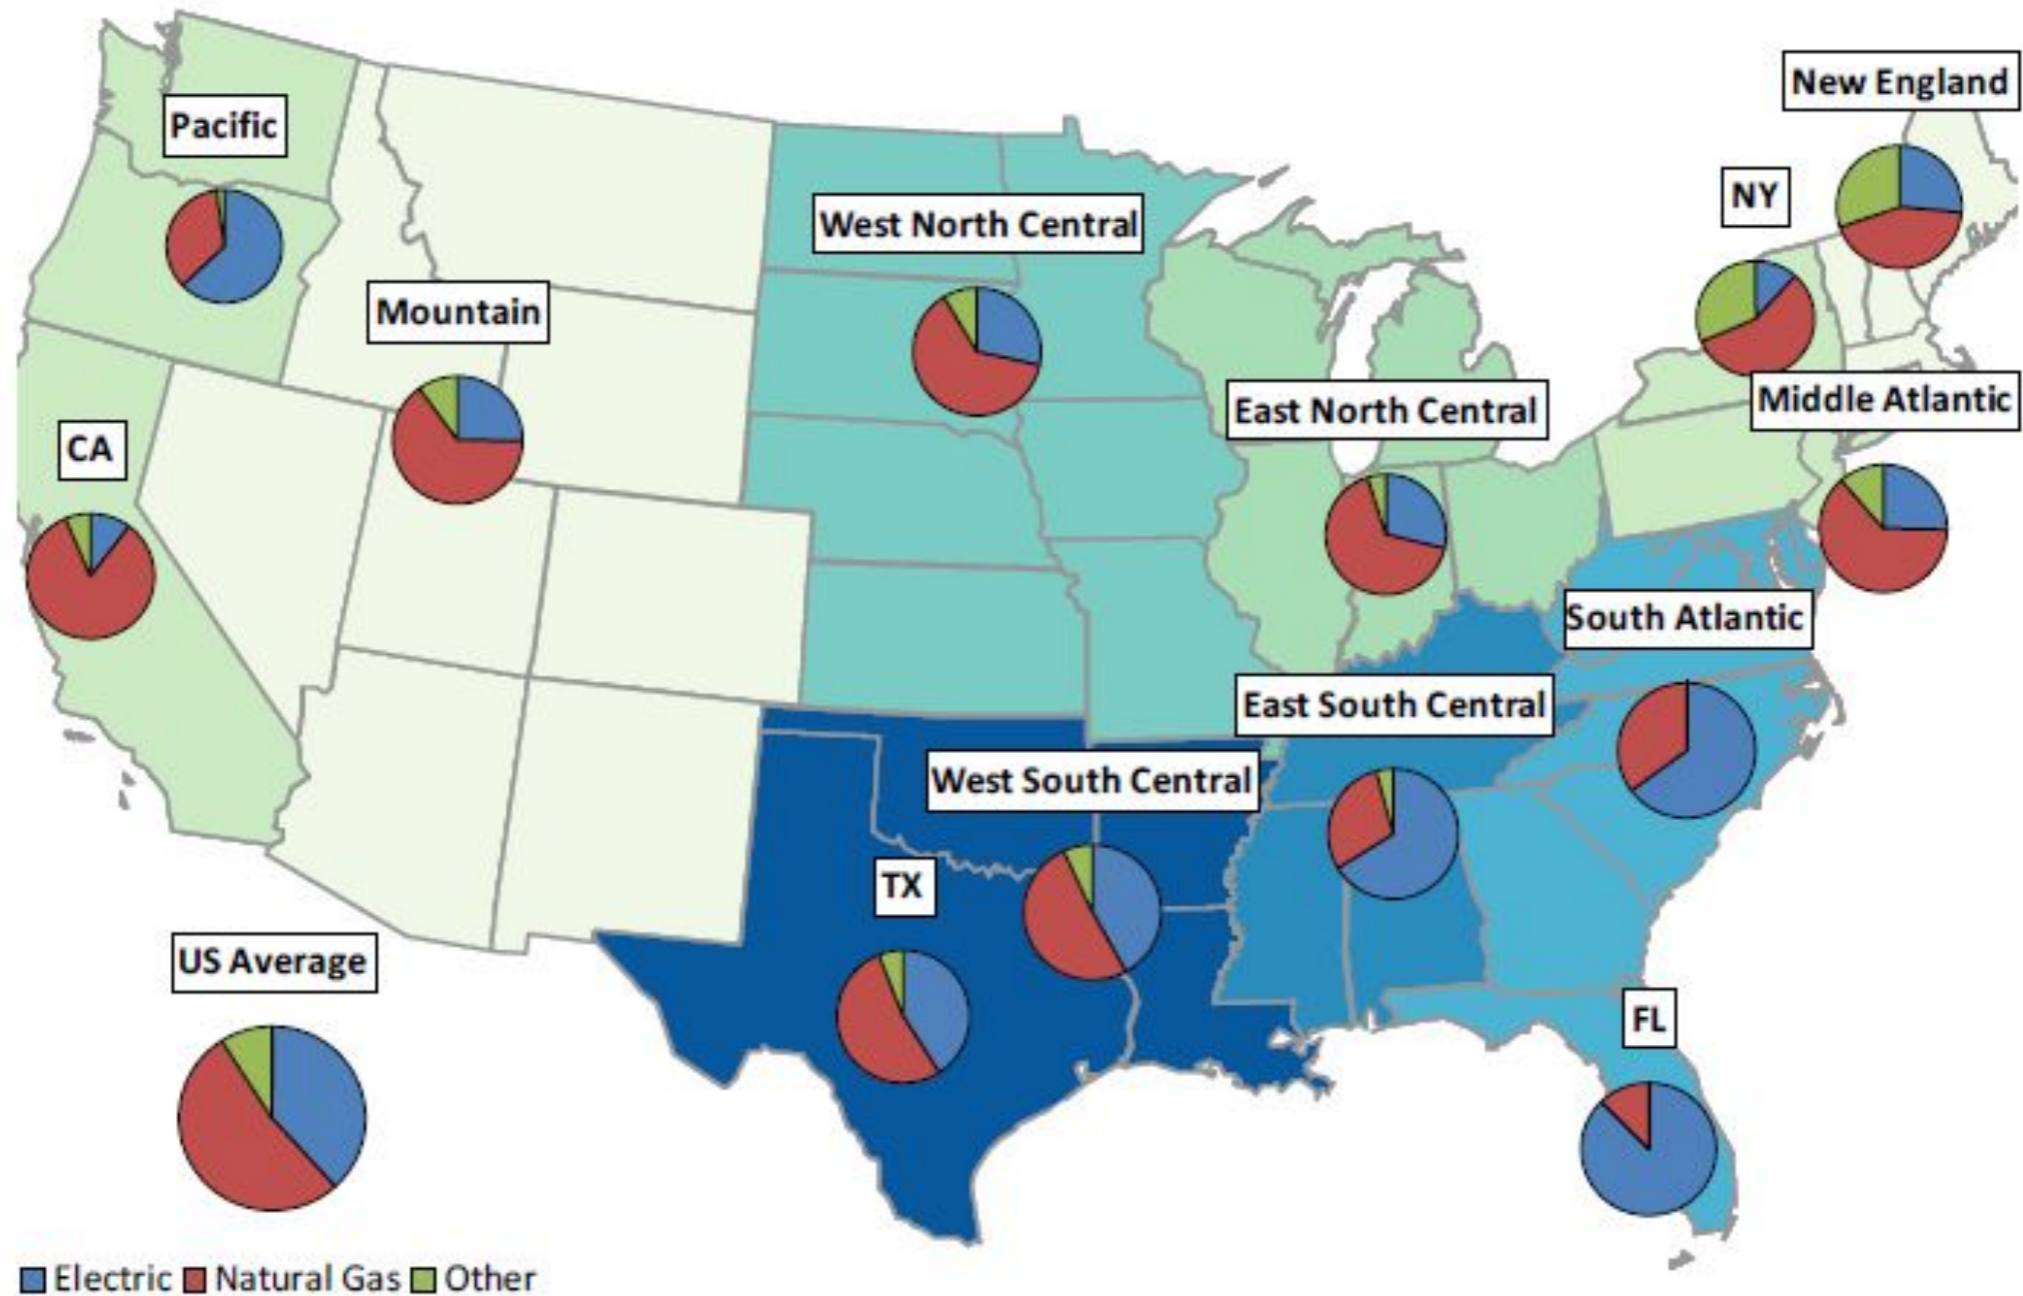 New England
Pacific
NY
West North Central
Mountain
Middle Atlantic
East North Central
CA
South Atlantic
East South Central
West South Central
TX
US Average
FL
Electric Natural Gas Other